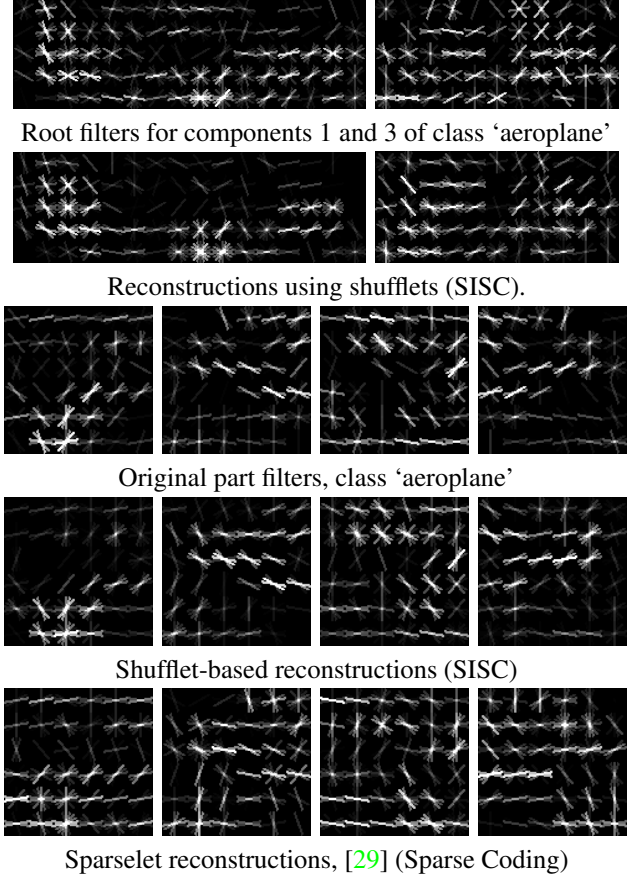 Root filters for components 1 and 3 of class ‘aeroplane’
Reconstructions using shufflets (SISC).
Original part filters, class ‘aeroplane’
Shufflet-based reconstructions (SISC)
Sparselet reconstructions, [29] (Sparse Coding)